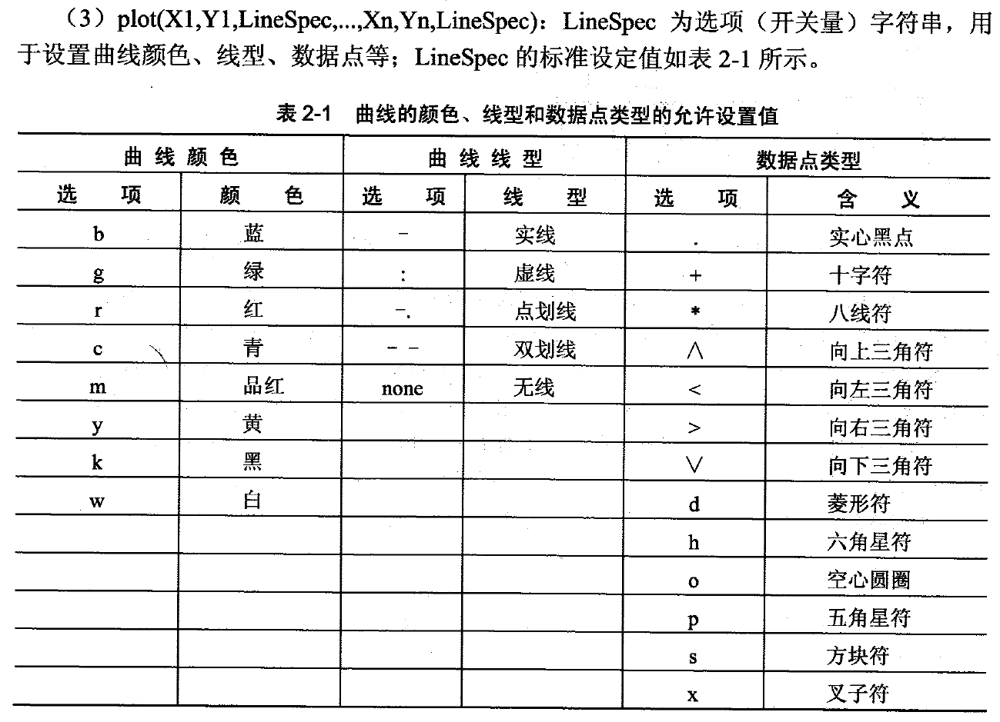 （3）plot(X1,Y1,LineSpec,...,Xn,Yn,LineSpec)：LineSpec 为选项（开关量）字符串，用
于设置曲线颜色、线型、数据点等；LineSpec 的标准设定值如表 2-1 所示。
表 2-1 曲线的颜色、线型和数据点类型的允许设置值
曲 线 颜 色 曲 线 线 型 数据点类型
选 项 颜 色 选 项 线 型 选 项 含 义
b 蓝 - 实线 . 实心黑点
g 绿 : 虚线 + 十字符
r 红 -. 点划线 * 八线符
c 青 - - 双划线 ∧ 向上三角符
m 品红 none 无线 < 向左三角符
y 黄 > 向右三角符
k 黑 ∨ 向下三角符
w 白 d 菱形符
h 六角星符
o 空心圆圈
p 五角星符
s 方块符
x 叉子符